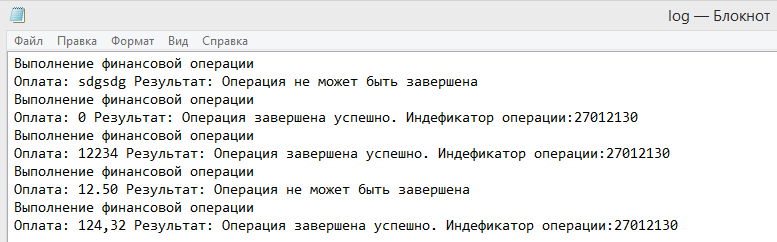 log — Блокнот
Файл Правка Формат Вид Справка
Выполнение финансовой операции
Оплата: sdgsdg Результат: Операция не может быть завершена
Выполнение финансовой операции
Оплата: 0 Результат: Операция завершена успешно. Индефикатор операции:27012130
Выполнение финансовой операции
Оплата: 12234 Результат: Операция завершена успешно. Индефикатор операции:27012130
Выполнение финансовой операции
Оплата: 12.50 Результат: Операция не может быть завершена
Выполнение финансовой операции
Оплата: 124,32 Результат: Операция завершена успешно. Индефикатор операции:27012130